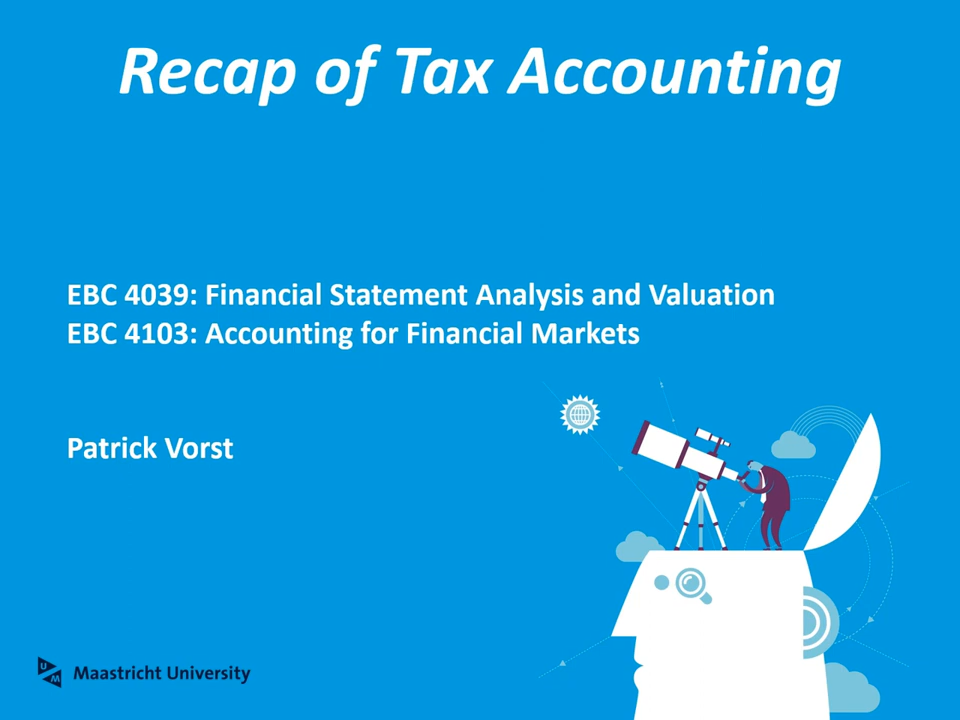 Recap of Tax Accounting
EBC 4039: Financial Statement Analysis and Valuation
EBC 4103: Accounting for Financial Markets
Patrick Vorst
UM
Maastricht University